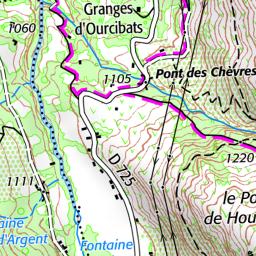 Granges
d'Ourcibats
1060
1105
Pont des Chèvres
D 725
1220
1111
le Po
de Hou
aine
d'Argent
Fontaine